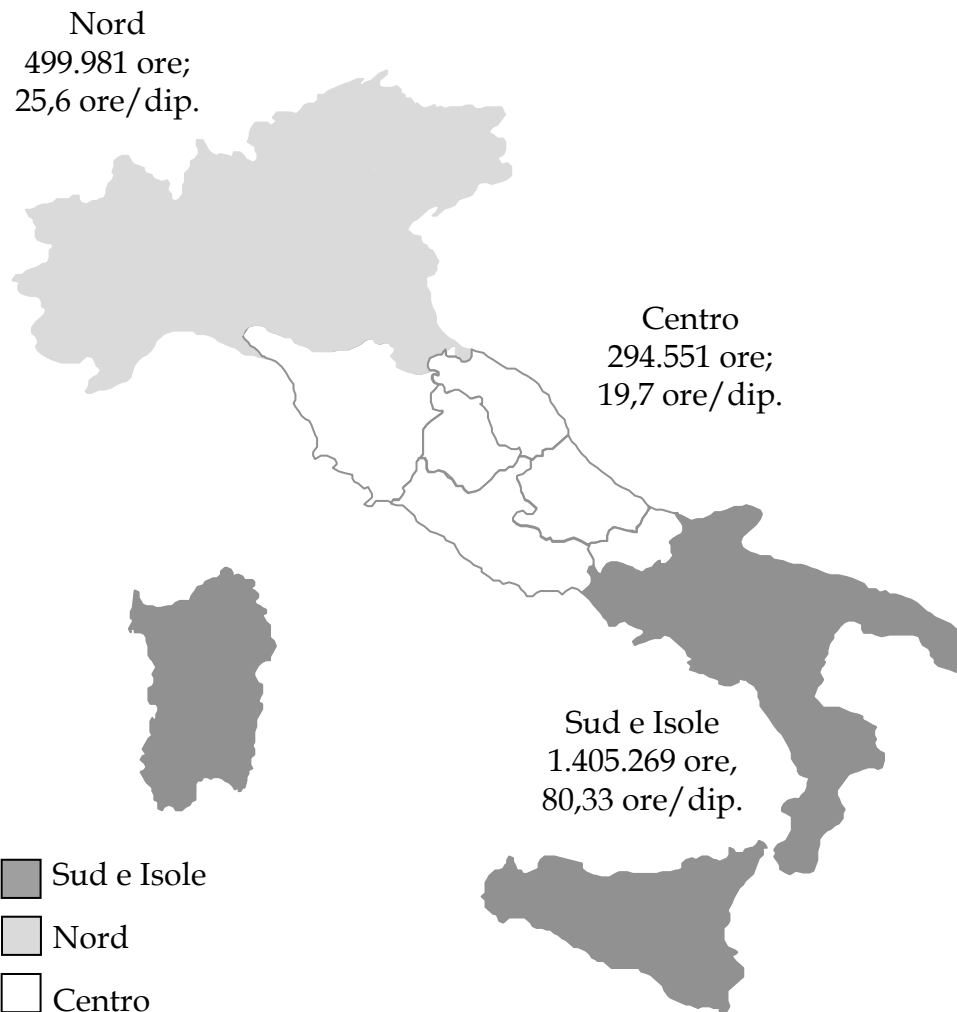 Nord
499.981 ore;
25,6 ore/dip.
Centro
294.551 ore;
19,7 ore/dip.
Sud e Isole
1.405.269 ore,
80,33 ore/dip.
Sud e Isole
Nord
Centro